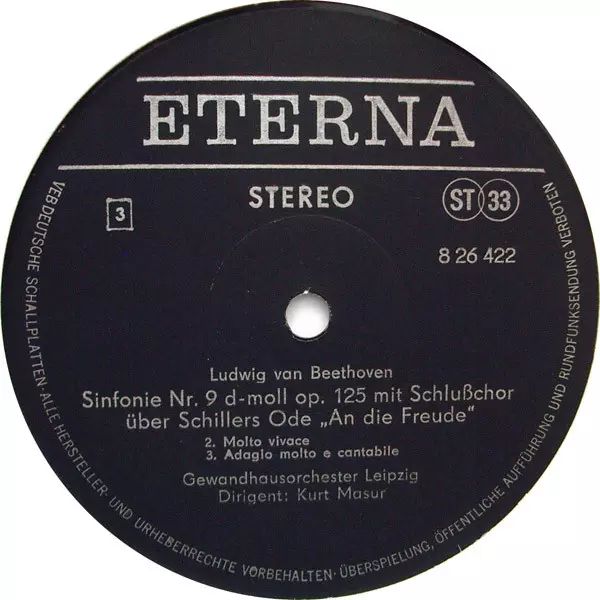 ETERNA
STEREO
3
ST 33
8 26 422
Ludwig van Beethoven
Sinfonie Nr. 9 d-moll op. 125 mit Schlußchor
über Schillers Ode „An die Freude“
2. Molto vivace
3. Adagio molto e cantabile
Gewandhausorchester Leipzig
Dirigent: Kurt Masur
VEB DEUTSCHE SCHALLPLATTEN · ALLE HERSTELLER- UND URHEBERRECHTE VORBEHALTEN · ÜBERSPIELUNG, ÖFFENTLICHE AUFFÜHRUNG UND RUNDFUNKSENDUNG VERBOTEN